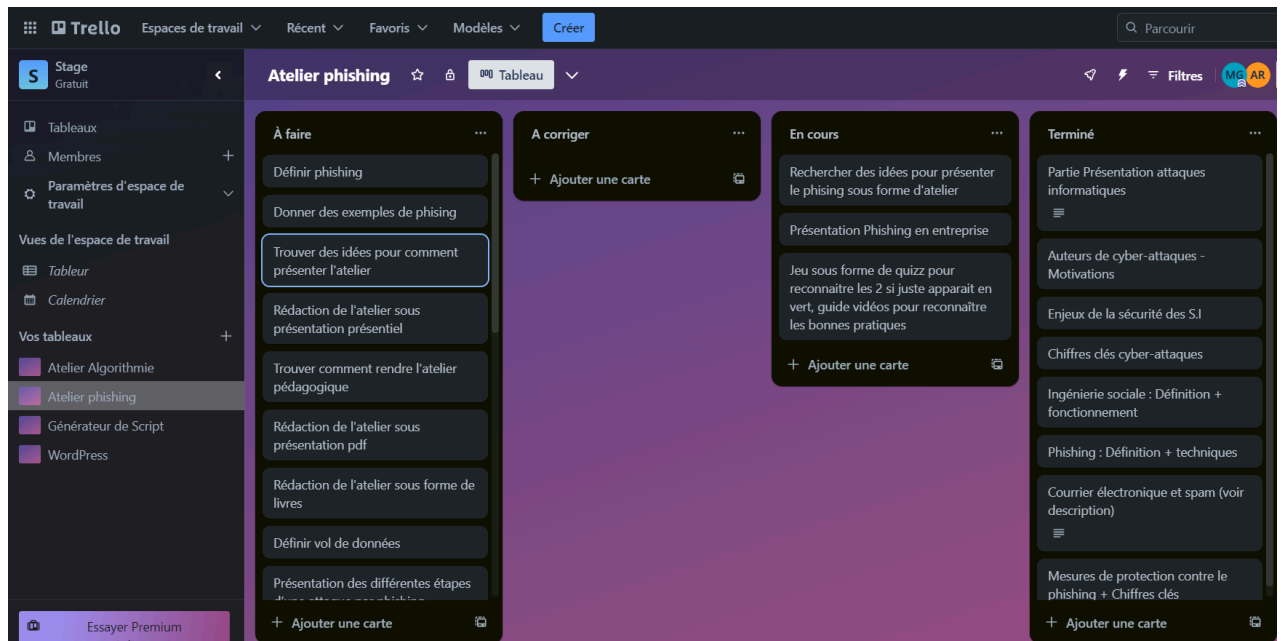 Trello
Espaces de travail
Récent
Favoris
Modèles
Créer
Parcourir
S
Stage
Gratuit
Atelier phishing
Tableau
Filtres
MG
AR
Tableaux
Membres
Paramètres d'espace de
travail
Vues de l'espace de travail
Tableur
Calendrier
Vos tableaux
Atelier Algorithmie
Atelier phishing
Générateur de Script
WordPress
Essayer Premium
À faire
Définir phishing
Donner des exemples de phising
Trouver des idées pour comment
présenter l'atelier
Rédaction de l'atelier sous
présentation présentiel
Trouver comment rendre l'atelier
pédagogique
Rédaction de l'atelier sous
présentation pdf
Rédaction de l'atelier sous forme de
livres
Définir vol de données
Présentation des différentes étapes
d'une attaque par phishing
Ajouter une carte
A corriger
Ajouter une carte
En cours
Rechercher des idées pour présenter
le phising sous forme d'atelier
Présentation Phishing en entreprise
Jeu sous forme de quizz pour
reconnaitre les 2 si juste apparait en
vert, guide vidéos pour reconnaître
les bonnes pratiques
Ajouter une carte
Terminé
Partie Présentation attaques
informatiques
Auteurs de cyber-attaques -
Motivations
Enjeux de la sécurité des S.I
Chiffres clés cyber-attaques
Ingénierie sociale : Définition +
fonctionnement
Phishing : Définition + techniques
Courrier électronique et spam (voir
description)
Mesures de protection contre le
phishing + Chiffres clés
Ajouter une carte